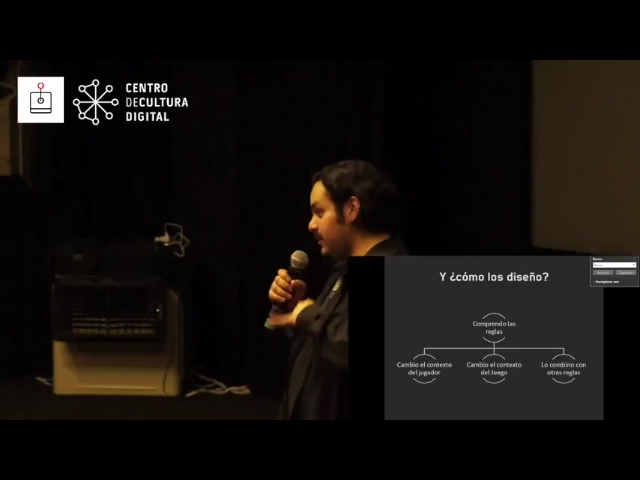 CENTRO
DECULTURA
DIGITAL
Y ¿cómo los diseño?
Comprendo las
reglas
Cambio el contexto
del jugador
Cambio el contexto
del Juego
Lo combino con
otras reglas